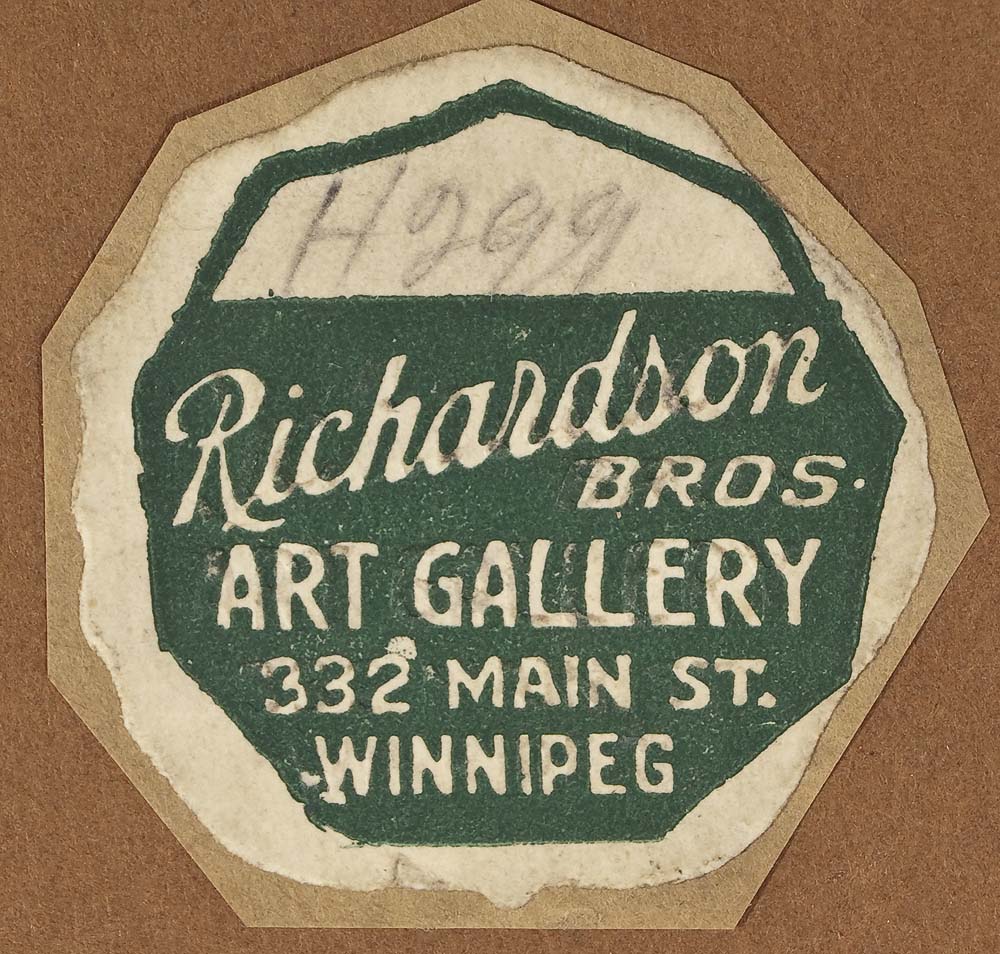 H299
Richardson
BROS.
ART GALLERY
332 MAIN ST.
WINNIPEG